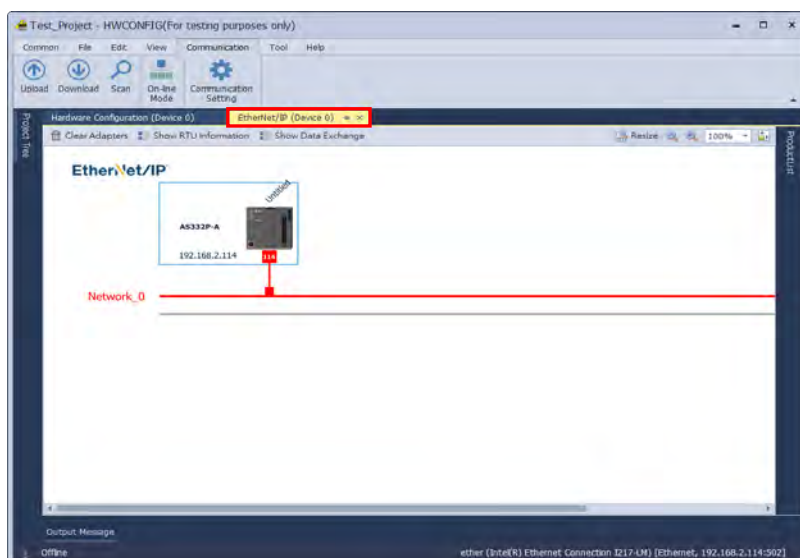 Test_Project - HWCONFIG(For testing purposes only)
Common File Edit View Communication Tool Help
Upload Download Scan On-line Mode Communication Setting
Hardware Configuration (Device 0) EtherNet/IP (Device 0)
Project Tree
Clear Adapters Show RTU Information Show Data Exchange Resize 100%
Product List
EtherNet/IP
Untitled
AS332P-A
192.168.2.114 114
Network_0
Output Message
Offline ether (Intel(R) Ethernet Connection I217-LM) [Ethernet, 192.168.2.114:502]